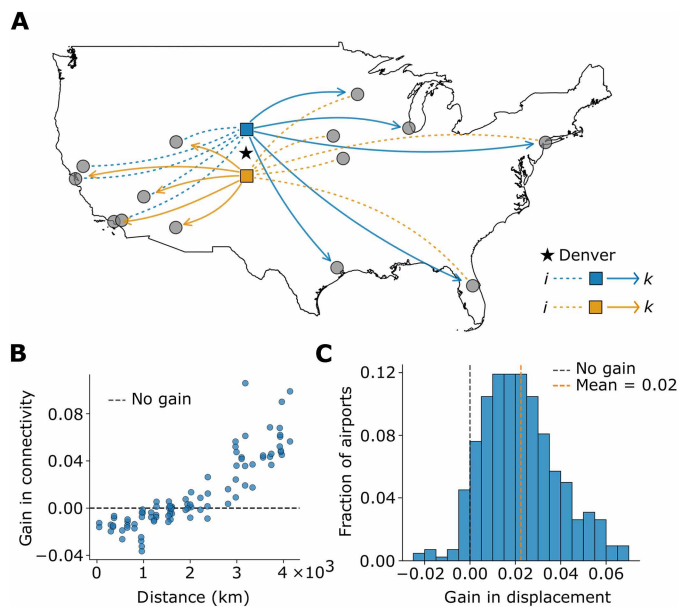 A
Denver
i k
i k
B
Gain in connectivity
No gain
0.08
0.04
0.00
−0.04
0 1 2 3 4 ×10³
Distance (km)
C
Fraction of airports
No gain
Mean = 0.02
0.12
0.08
0.04
0.00
−0.02 0.00 0.02 0.04 0.06
Gain in displacement